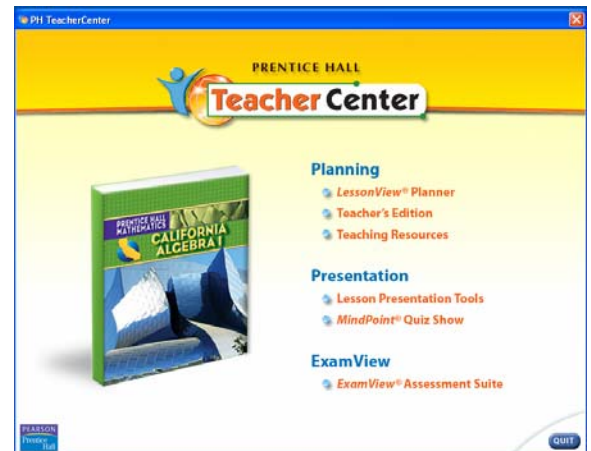 PH TeacherCenter
PRENTICE HALL
Teacher Center
Planning
LessonView® Planner
Teacher's Edition
Teaching Resources
PRENTICE HALL
MATHEMATICS
CALIFORNIA
ALGEBRA 1
Presentation
Lesson Presentation Tools
MindPoint® Quiz Show
ExamView
ExamView® Assessment Suite
PEARSON
Prentice
Hall
QUIT